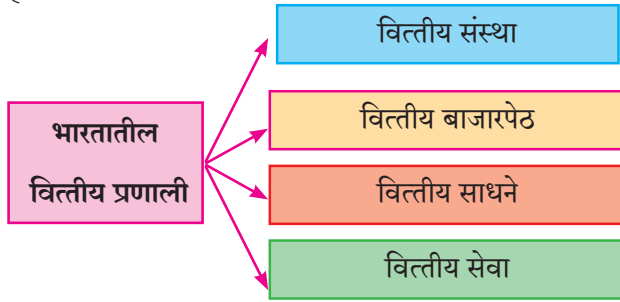 वित्तीय संस्था
भारतातील
वित्तीय प्रणाली
वित्तीय बाजारपेठ
वित्तीय साधने
वित्तीय सेवा